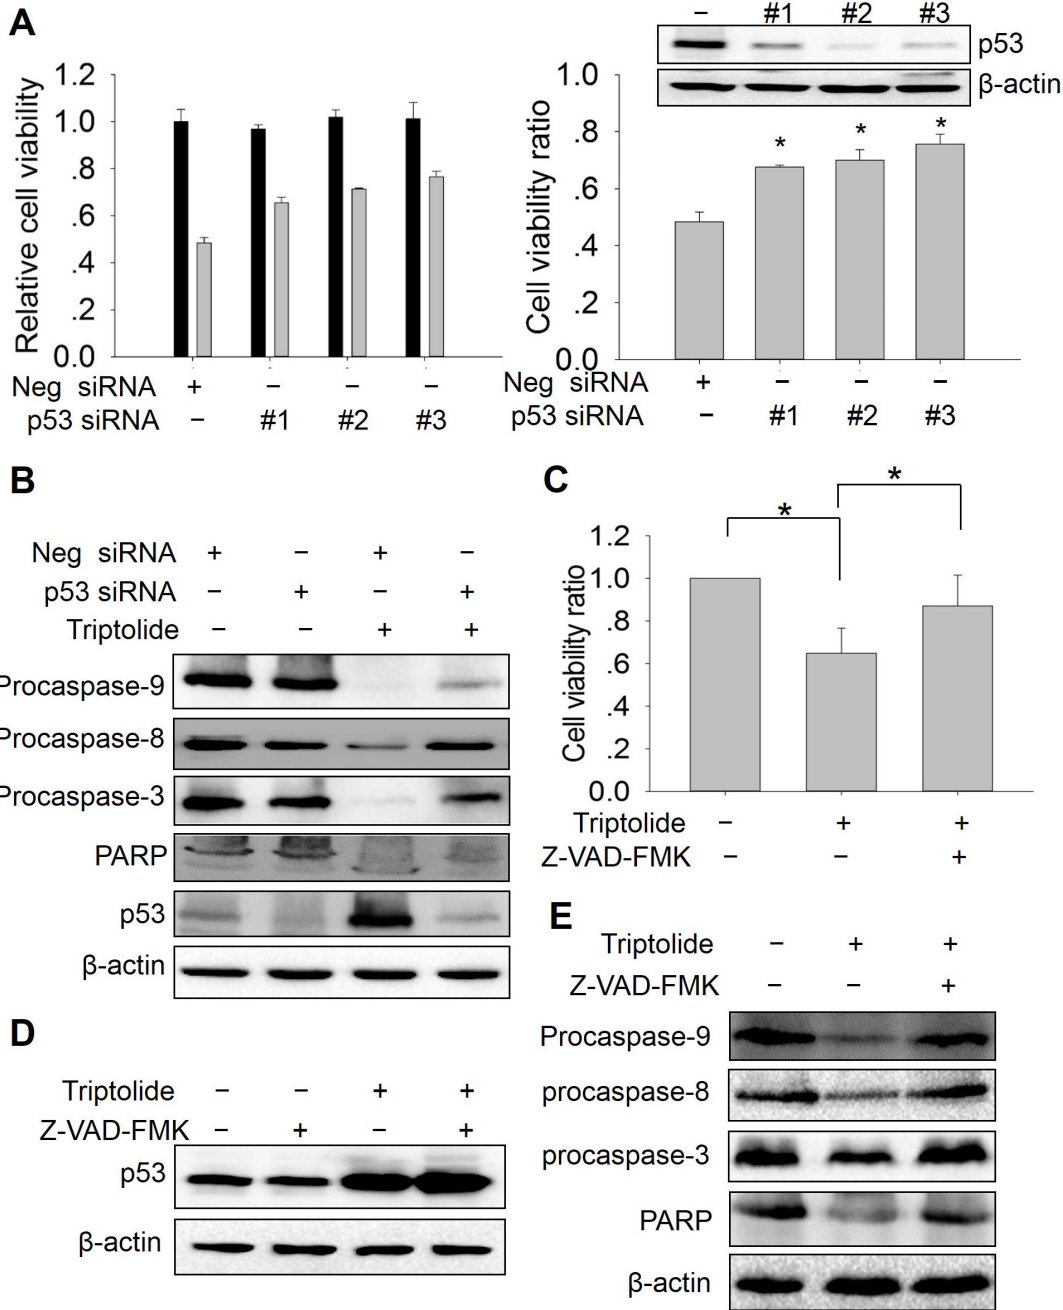 A
– #1 #2 #3
p53
β-actin
Relative cell viability
1.2
1.0
.8
.6
.4
.2
0.0
Neg siRNA + – – –
p53 siRNA – #1 #2 #3
Cell viability ratio
1.0
.8
.6
.4
.2
0.0
* * *
Neg siRNA + – – –
p53 siRNA – #1 #2 #3
B
Neg siRNA + – + –
p53 siRNA – + – +
Triptolide – – + +
Procaspase-9
Procaspase-8
Procaspase-3
PARP
p53
β-actin
C
* *
Cell viability ratio
1.2
1.0
.8
.6
.4
.2
0.0
Triptolide – + +
Z-VAD-FMK – – +
D
Triptolide – – + +
Z-VAD-FMK – + – +
p53
β-actin
E
Triptolide – + +
Z-VAD-FMK – – +
Procaspase-9
procaspase-8
procaspase-3
PARP
β-actin